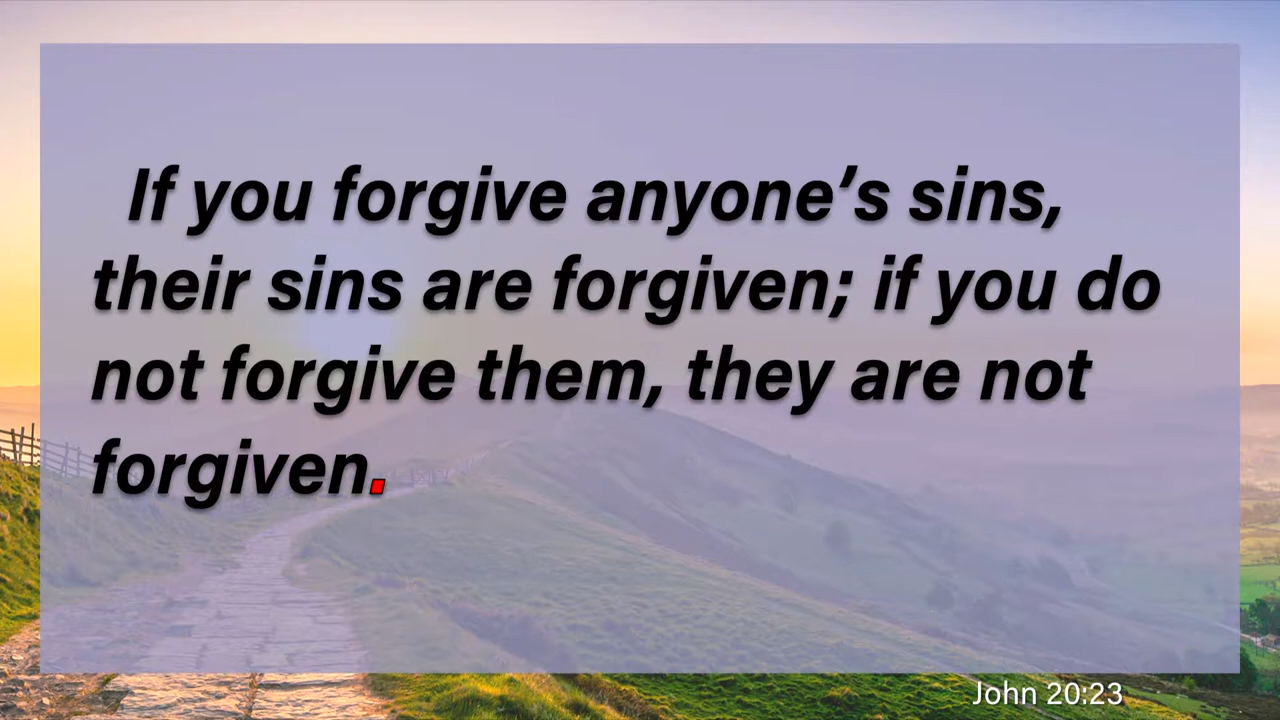 If you forgive anyone’s sins,
their sins are forgiven; if you do
not forgive them, they are not
forgiven.
John 20:23